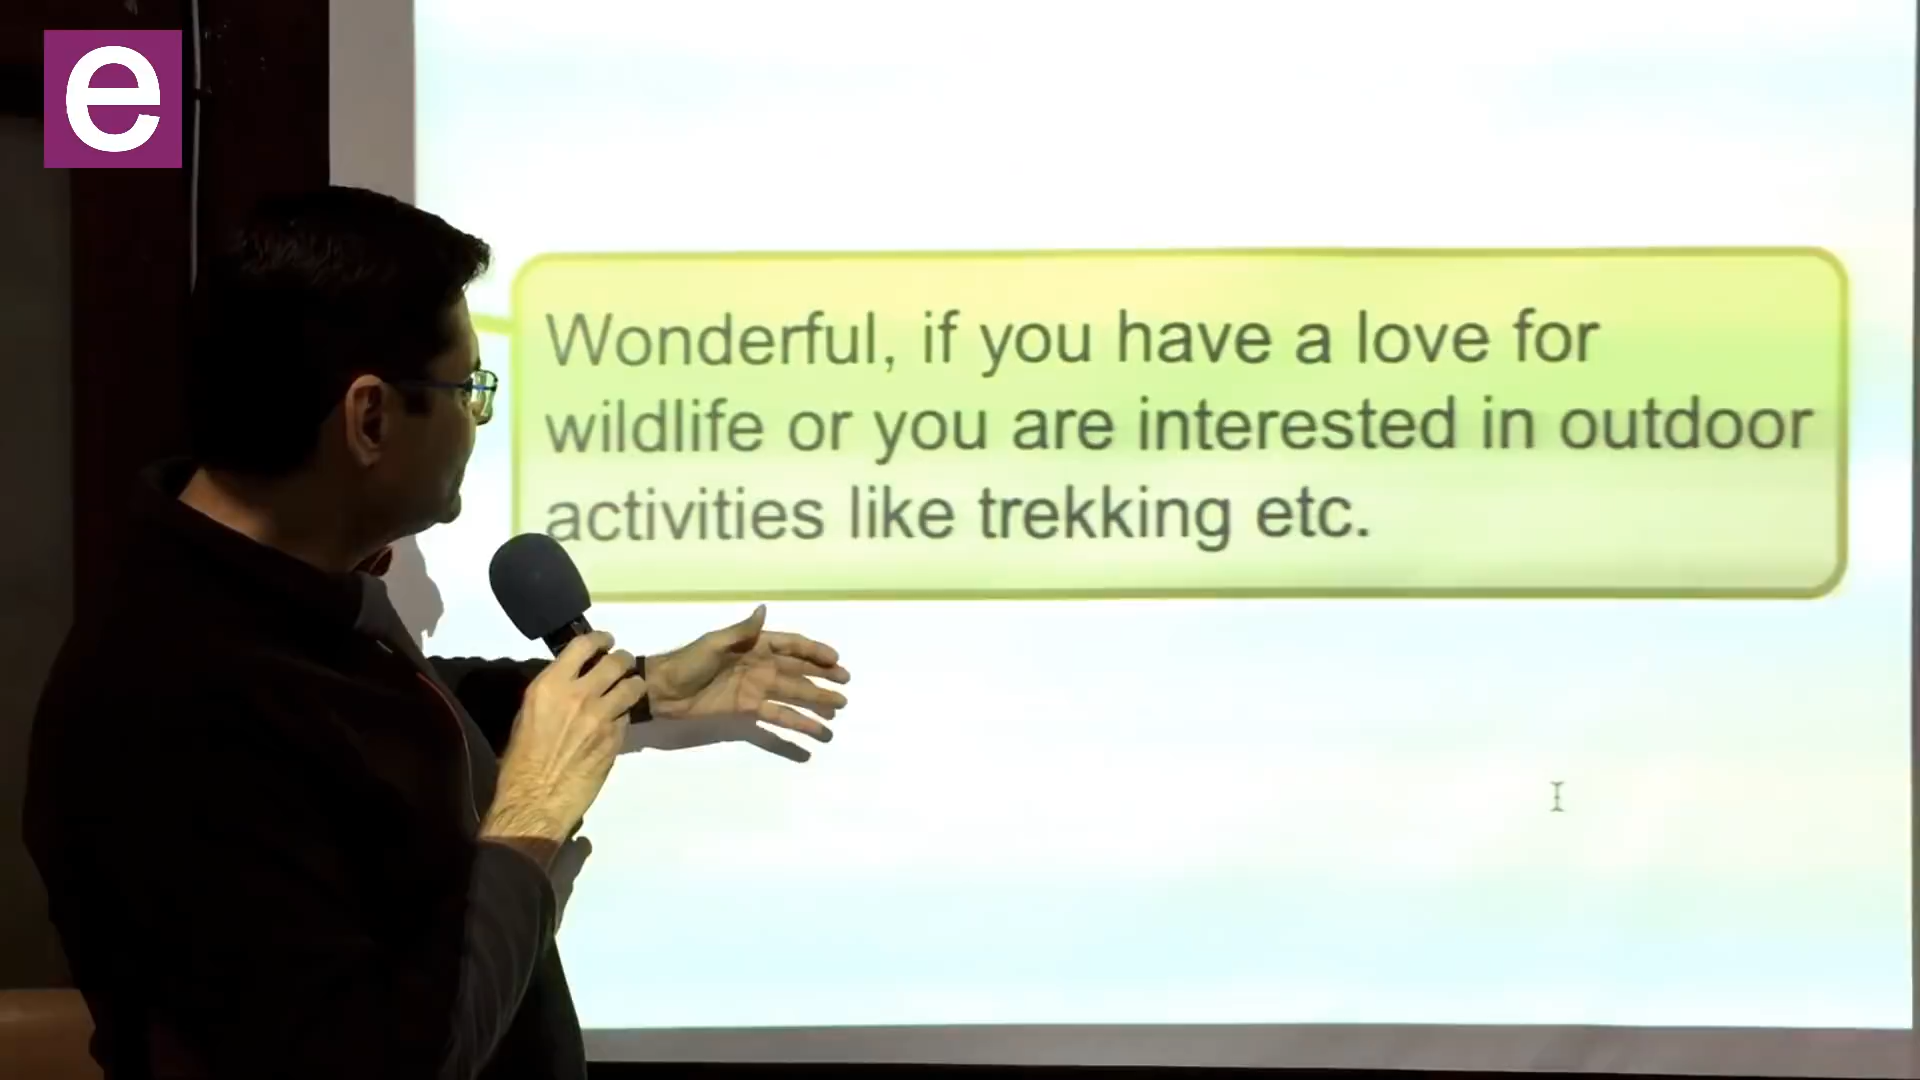 e
Wonderful, if you have a love for
wildlife or you are interested in outdoor
activities like trekking etc.